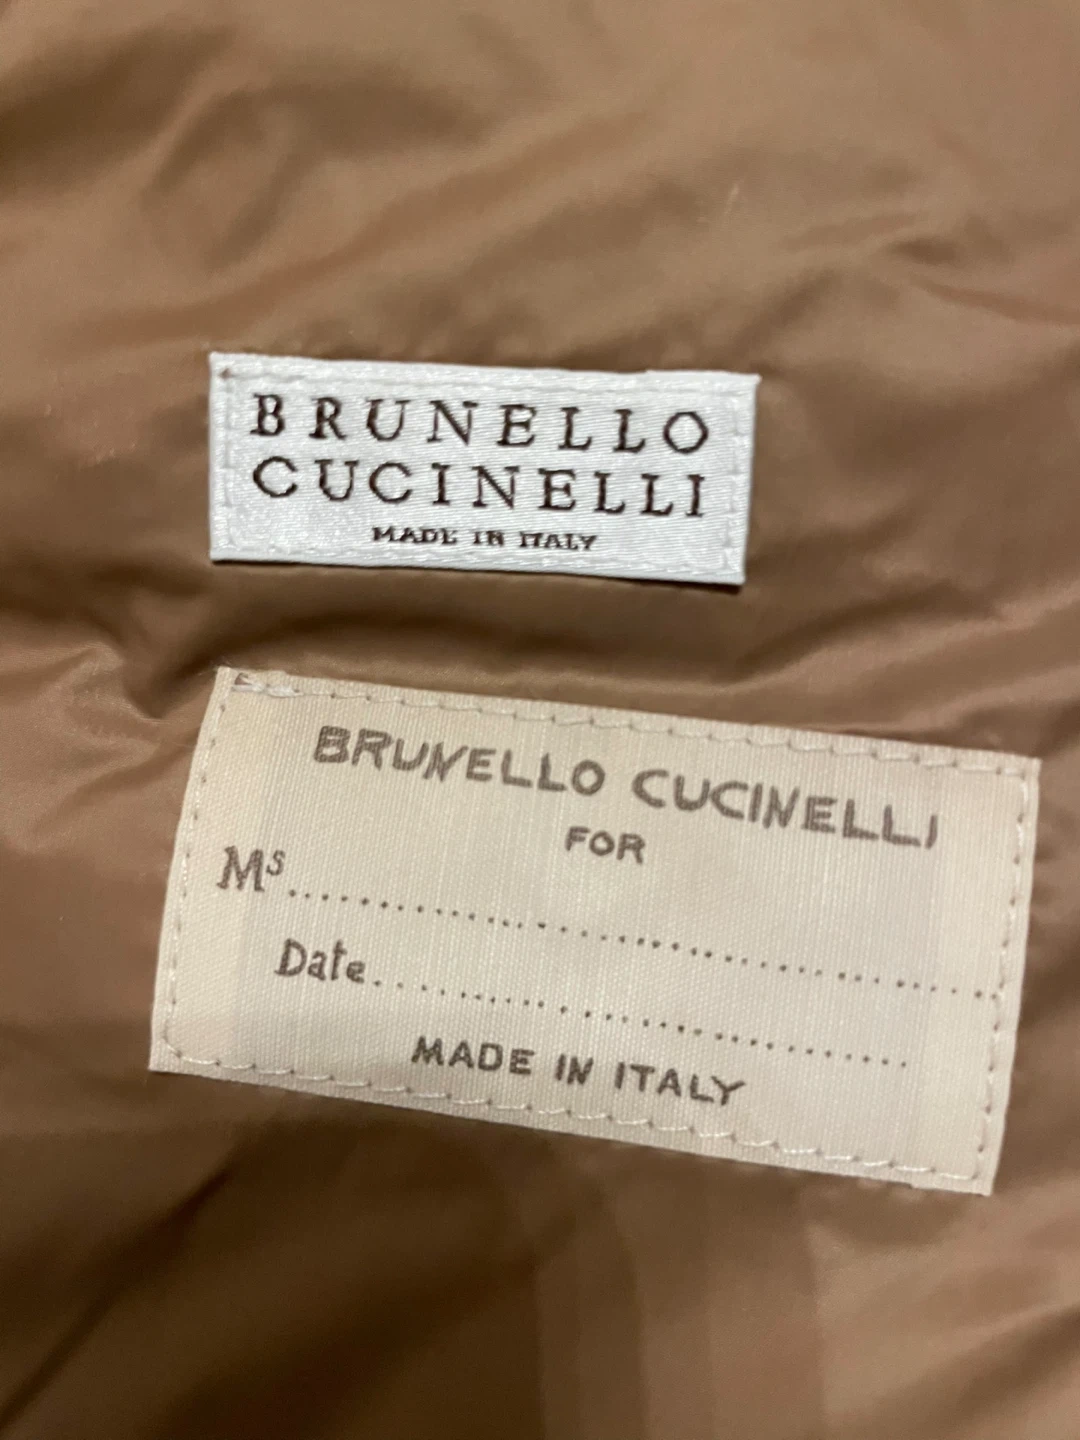 BRUNELLO
CUCINELLI
MADE IN ITALY
BRUNELLO CUCINELLI
FOR
Ms..............................
Date..............................
MADE IN ITALY